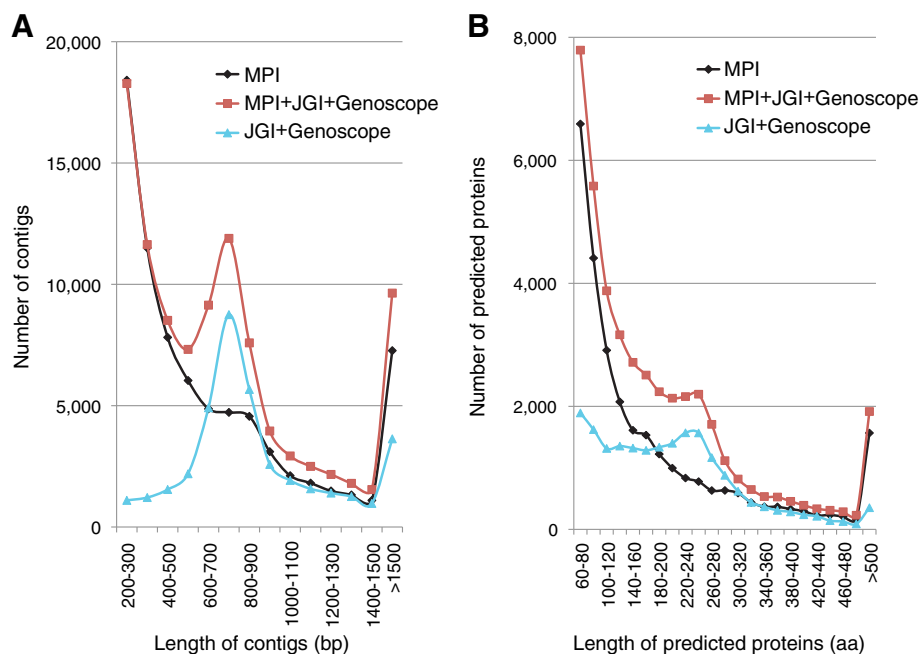 A
20,000
15,000
10,000
5,000
0
Number of contigs
MPI
MPI+JGI+Genoscope
JGI+Genoscope
200-300
400-500
600-700
800-900
1000-1100
1200-1300
1400-1500
>1500
Length of contigs (bp)
B
8,000
6,000
4,000
2,000
0
Number of predicted proteins
MPI
MPI+JGI+Genoscope
JGI+Genoscope
60-80
100-120
140-160
180-200
220-240
260-280
300-320
340-360
380-400
420-440
460-480
>500
Length of predicted proteins (aa)